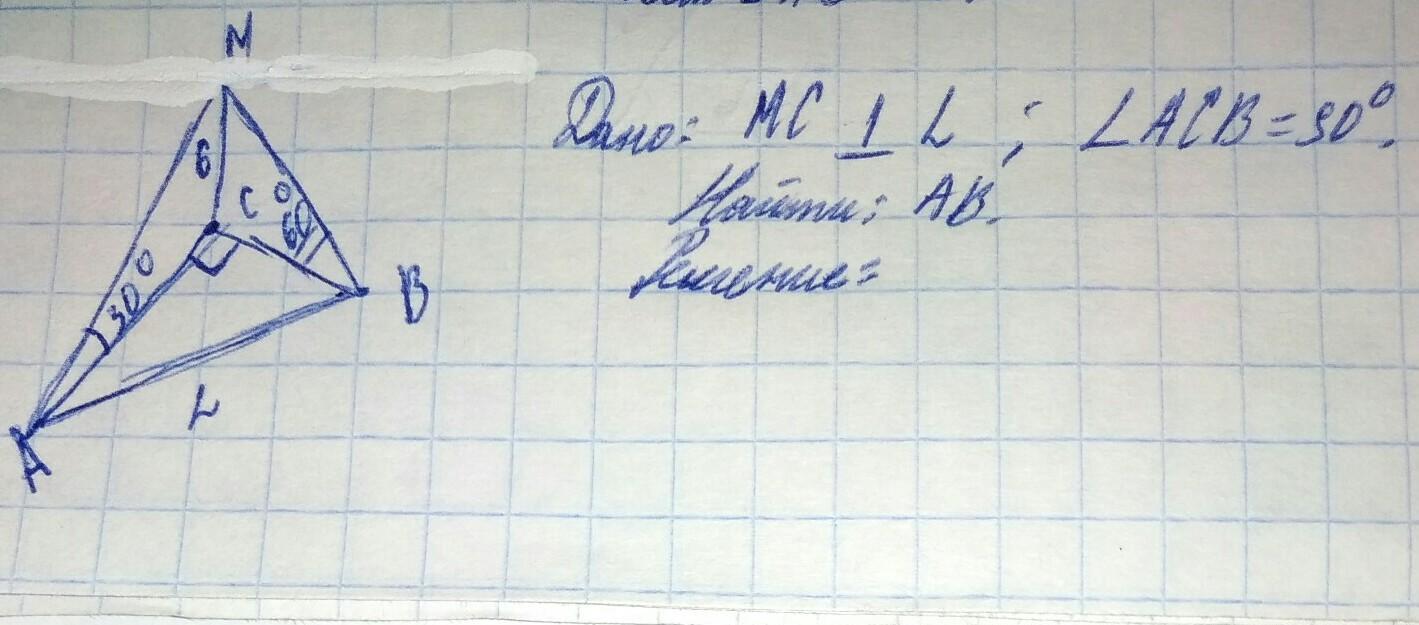 M
6
C
60°
30°
B
L
A
Дано: MC ⊥ L ; ∠ACB = 90°.
Найти: AB.
Решение: